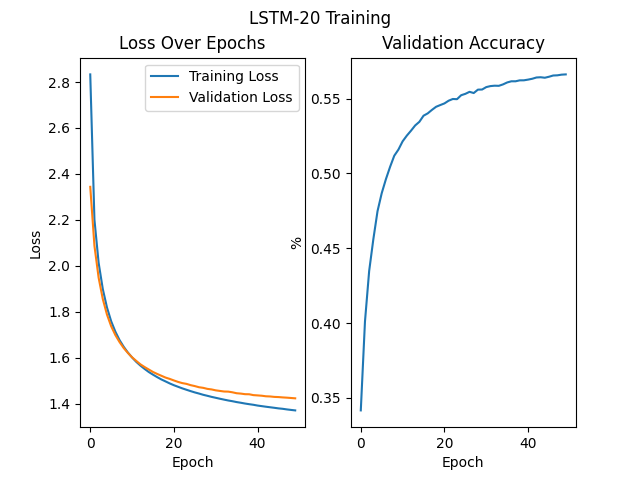 LSTM-20 Training
Loss Over Epochs
Training Loss
Validation Loss
Loss
2.8
2.6
2.4
2.2
2.0
1.8
1.6
1.4
0 20 40
Epoch
Validation Accuracy
%
0.55
0.50
0.45
0.40
0.35
0 20 40
Epoch